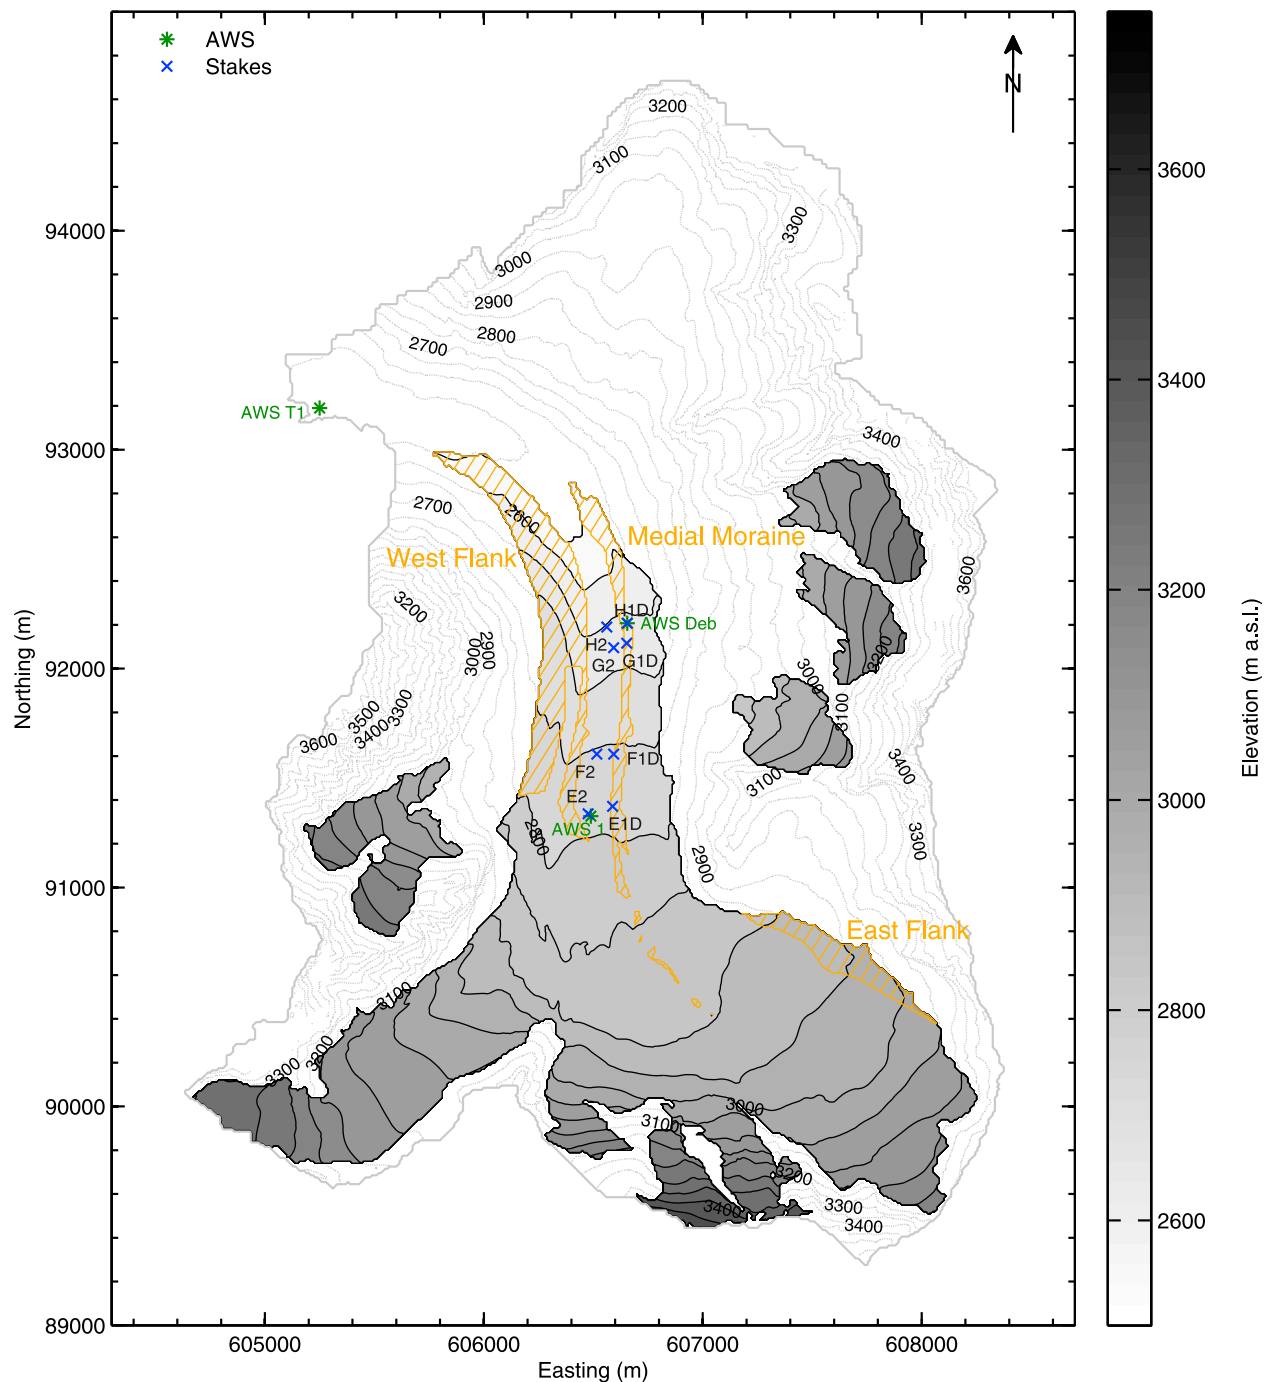 AWS
Stakes
N
3200
3100
3300
3600
94000
3000
2900
2800
2700
3400
AWS T1
93000
3400
2700
2600
Medial Moraine
West Flank
3600
3400
3200
H1D
AWS Deb
H2
G2
G1D
3200
3000
2900
3000
3200
92000
3500
3300
3400
3600
3100
3400
F1D
F2
3100
E2
AWS 1
E1D
2800
3300
3200
2900
91000
East Flank
3100
3000
3300
3300
2800
90000
3000
3100
3200
3300
3400
3400
2600
89000
605000
606000
607000
608000
Easting (m)
Northing (m)
Elevation (m a.s.l.)